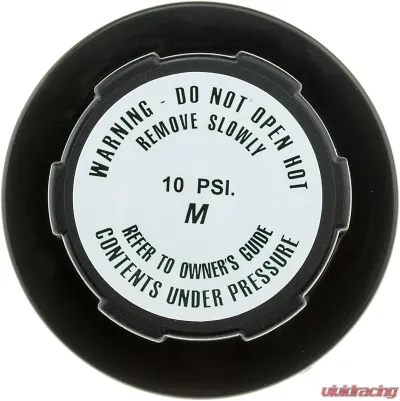 WARNING - DO NOT OPEN HOT
REMOVE SLOWLY
10 PSI.
M
REFER TO OWNER'S GUIDE
CONTENTS UNDER PRESSURE
vividracing